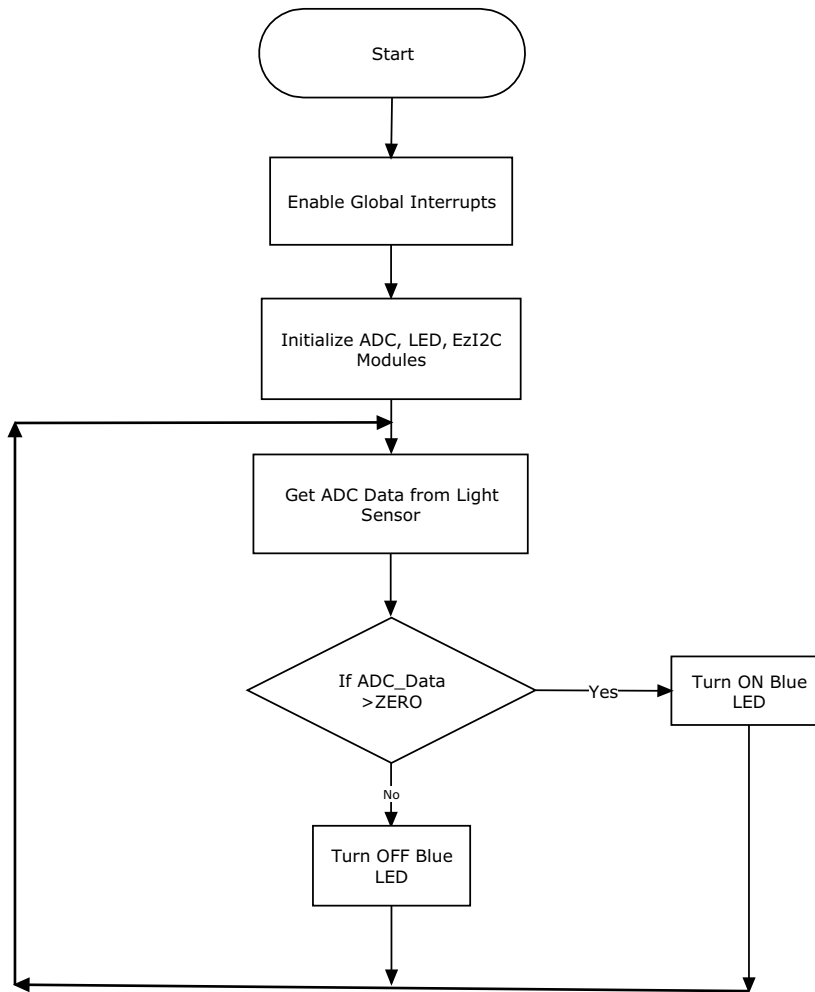 Start
Enable Global Interrupts
Initialize ADC, LED, EzI2C
Modules
Get ADC Data from Light
Sensor
If ADC_Data
>ZERO
Yes
Turn ON Blue
LED
No
Turn OFF Blue
LED